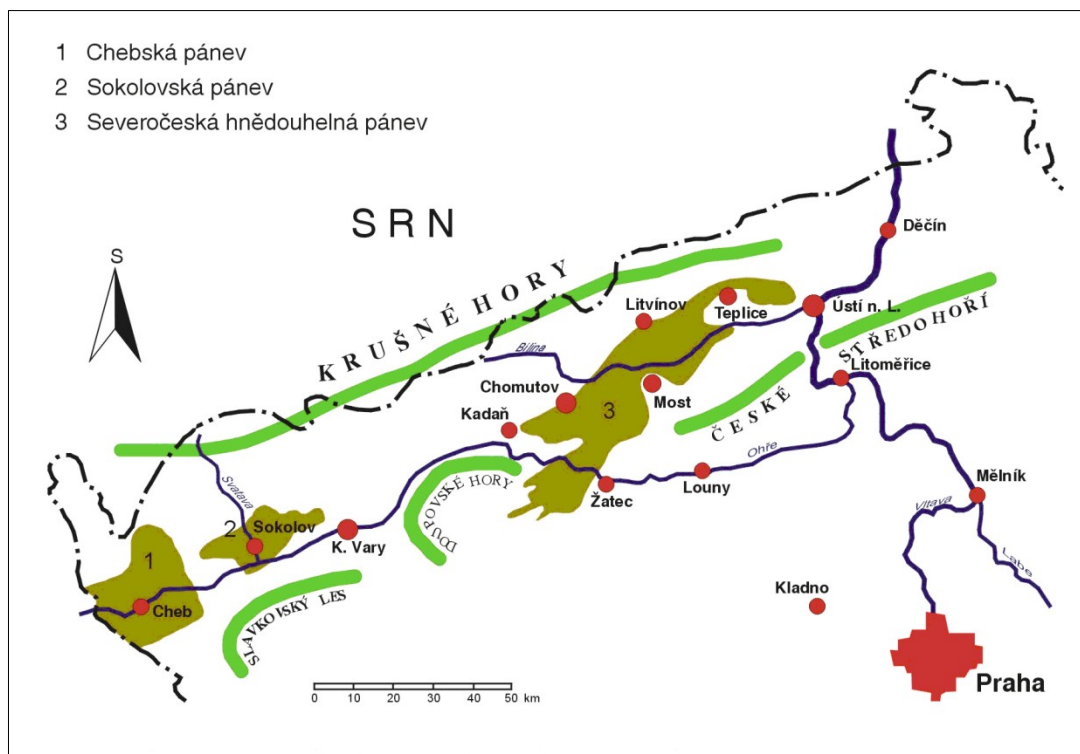 1 Chebská pánev
2 Sokolovská pánev
3 Severočeská hnědouhelná pánev
S
SRN
KRUŠNÉ HORY
Děčín
Litvínov
Teplice
Ústí n. L.
STŘEDOHOŘÍ
Bílina
Litoměřice
Chomutov
Most
3
ČESKÉ
Kadaň
Ohře
Louny
Mělník
Žatec
Svatava
DOUPOVSKÉ HORY
Vltava
2
Sokolov
K. Vary
1
Labe
Cheb
SLAVKOVSKÝ LES
Kladno
Praha
0 10 20 30 40 50
km